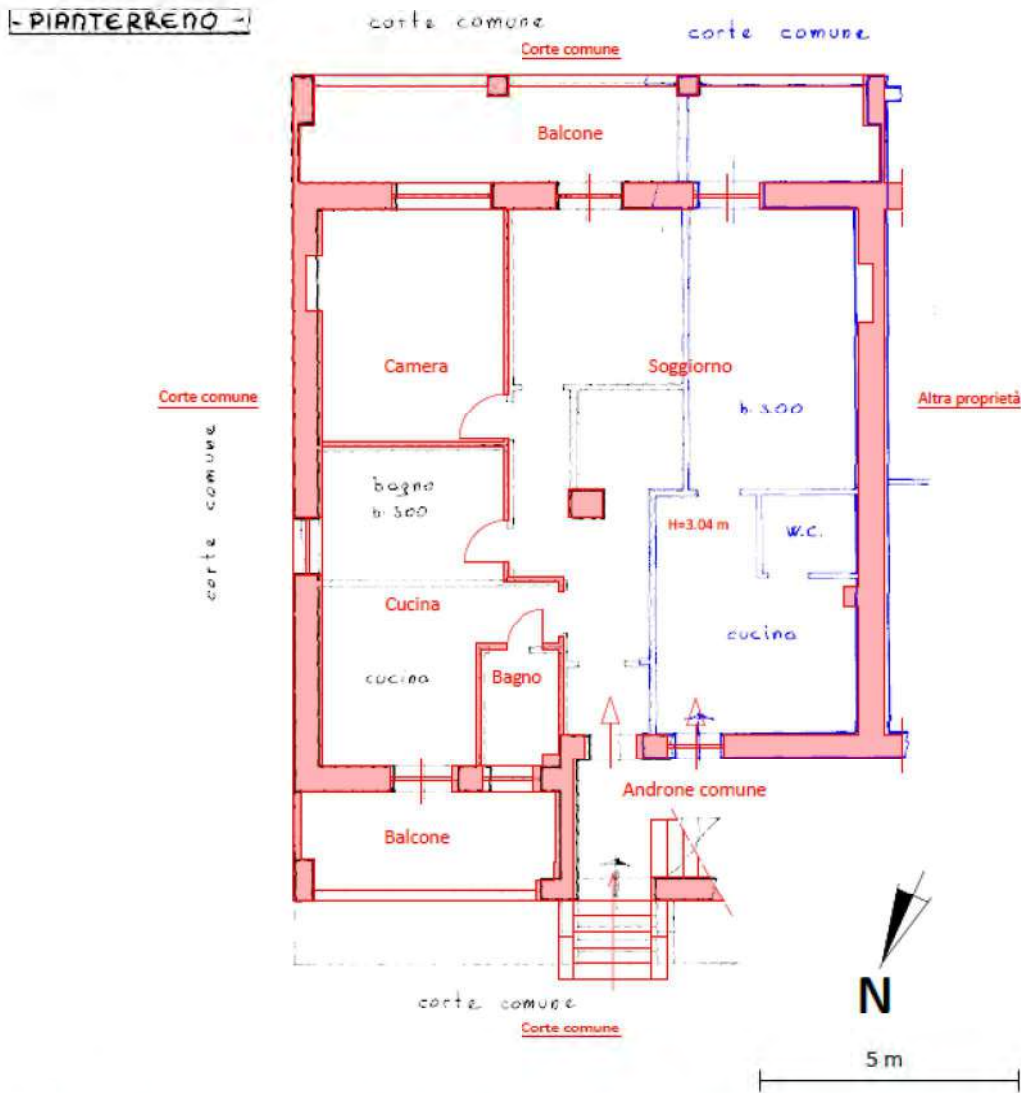 - PIANTERRENO -
corte comune
corte comune
Corte comune
Balcone
Camera
Soggiorno
Corte comune
Altra proprietà
h. 3.00
corte comune
bagno
h. 3.00
H=3.04 m
W.C.
Cucina
cucina
cucina
Bagno
Androne comune
Balcone
N
corte comune
Corte comune
5 m